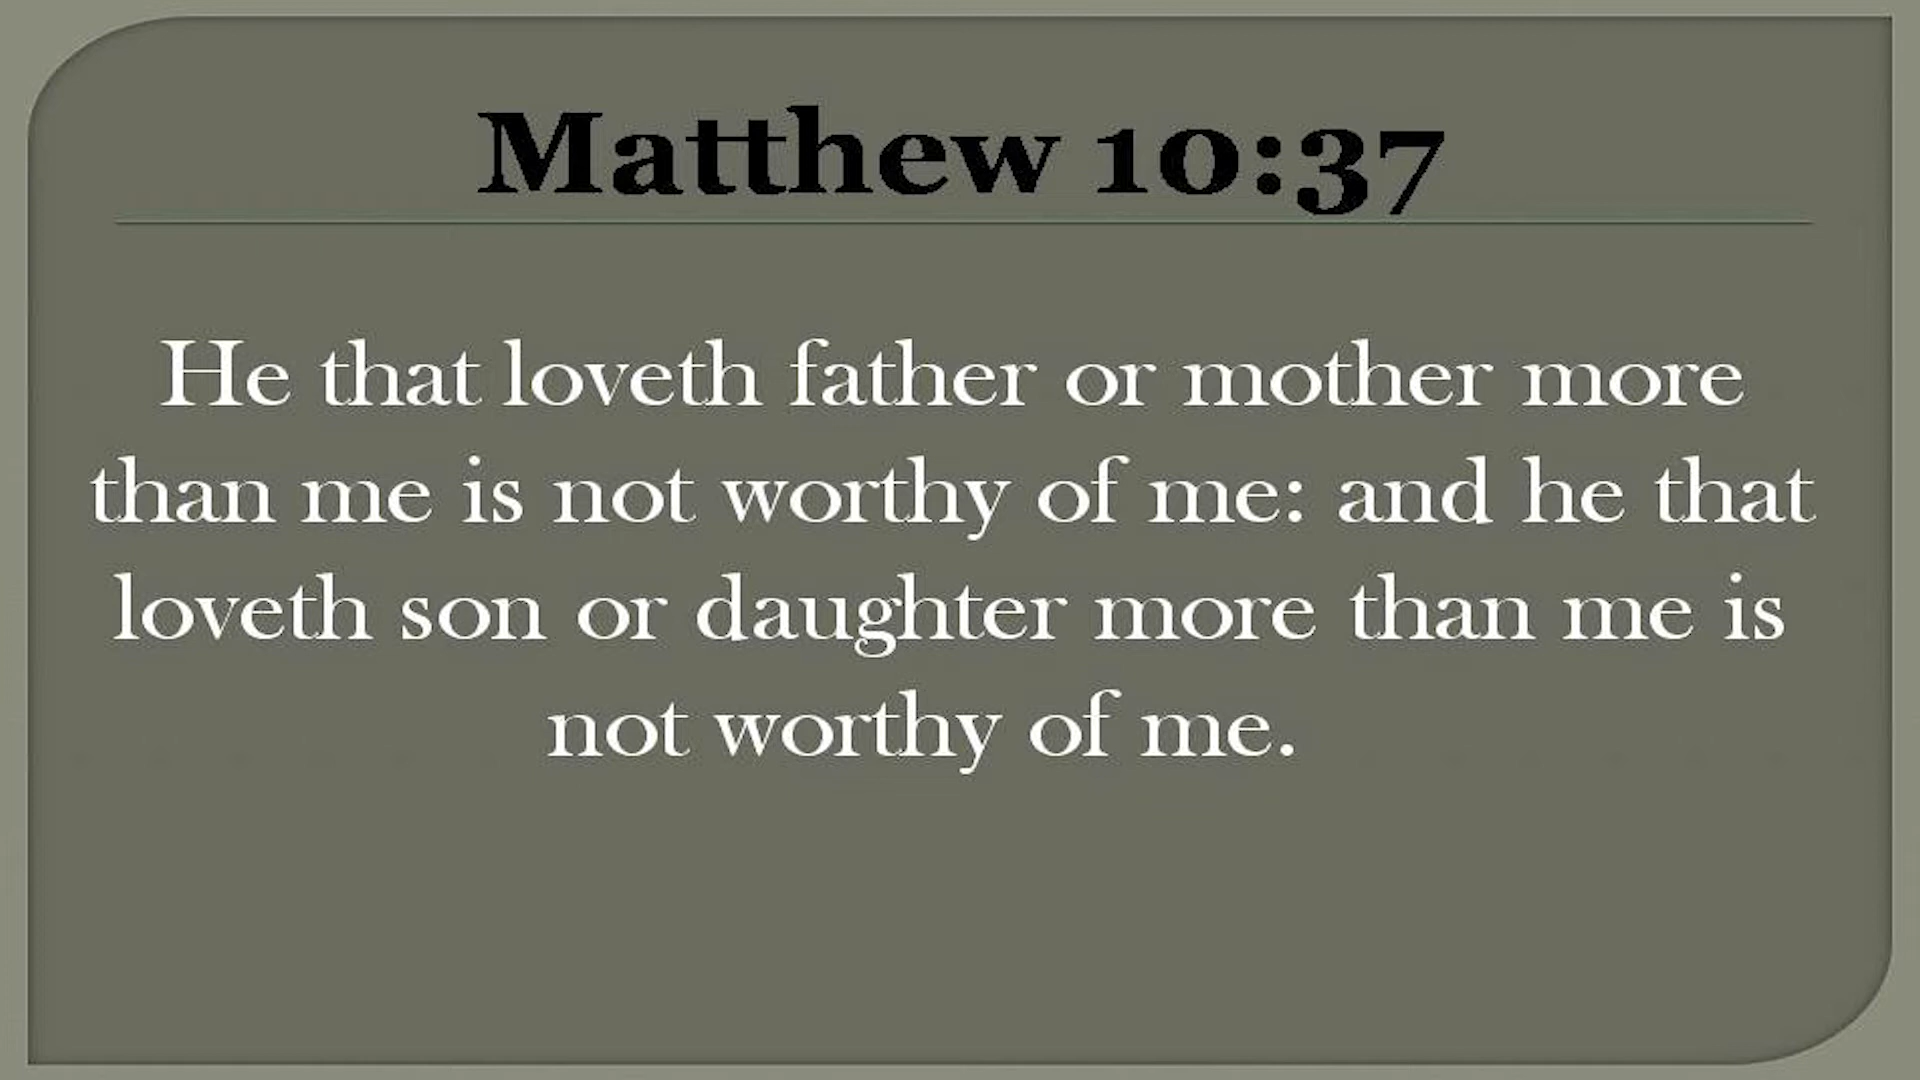 Matthew 10:37
He that loveth father or mother more
than me is not worthy of me: and he that
loveth son or daughter more than me is
not worthy of me.